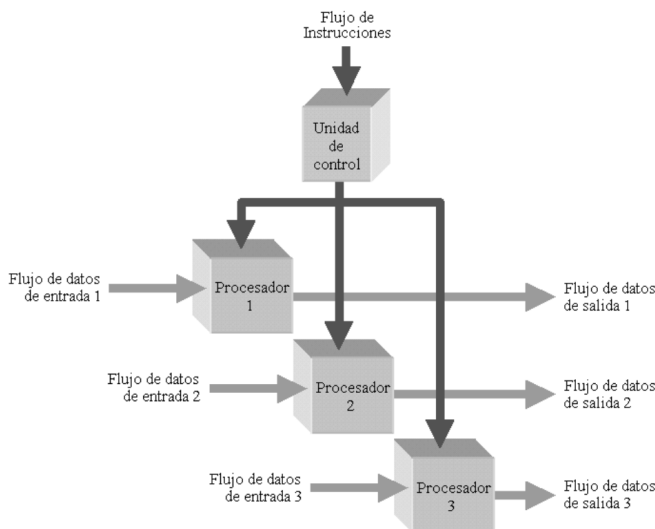 Flujo de
Instrucciones
Unidad
de
control
Flujo de datos
de entrada 1
Procesador
1
Flujo de datos
de salida 1
Flujo de datos
de entrada 2
Procesador
2
Flujo de datos
de salida 2
Flujo de datos
de entrada 3
Procesador
3
Flujo de datos
de salida 3